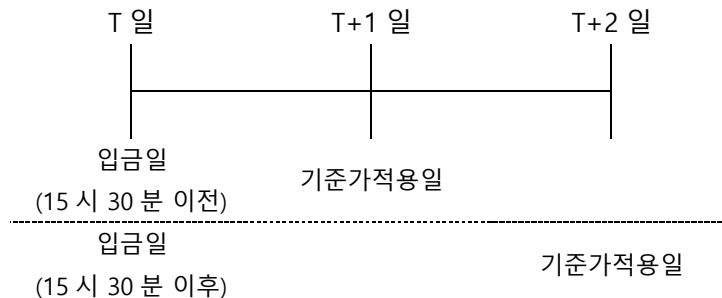 T 일 T+1 일 T+2 일
입금일
(15 시 30 분 이전)
기준가적용일
입금일
(15 시 30 분 이후)
기준가적용일